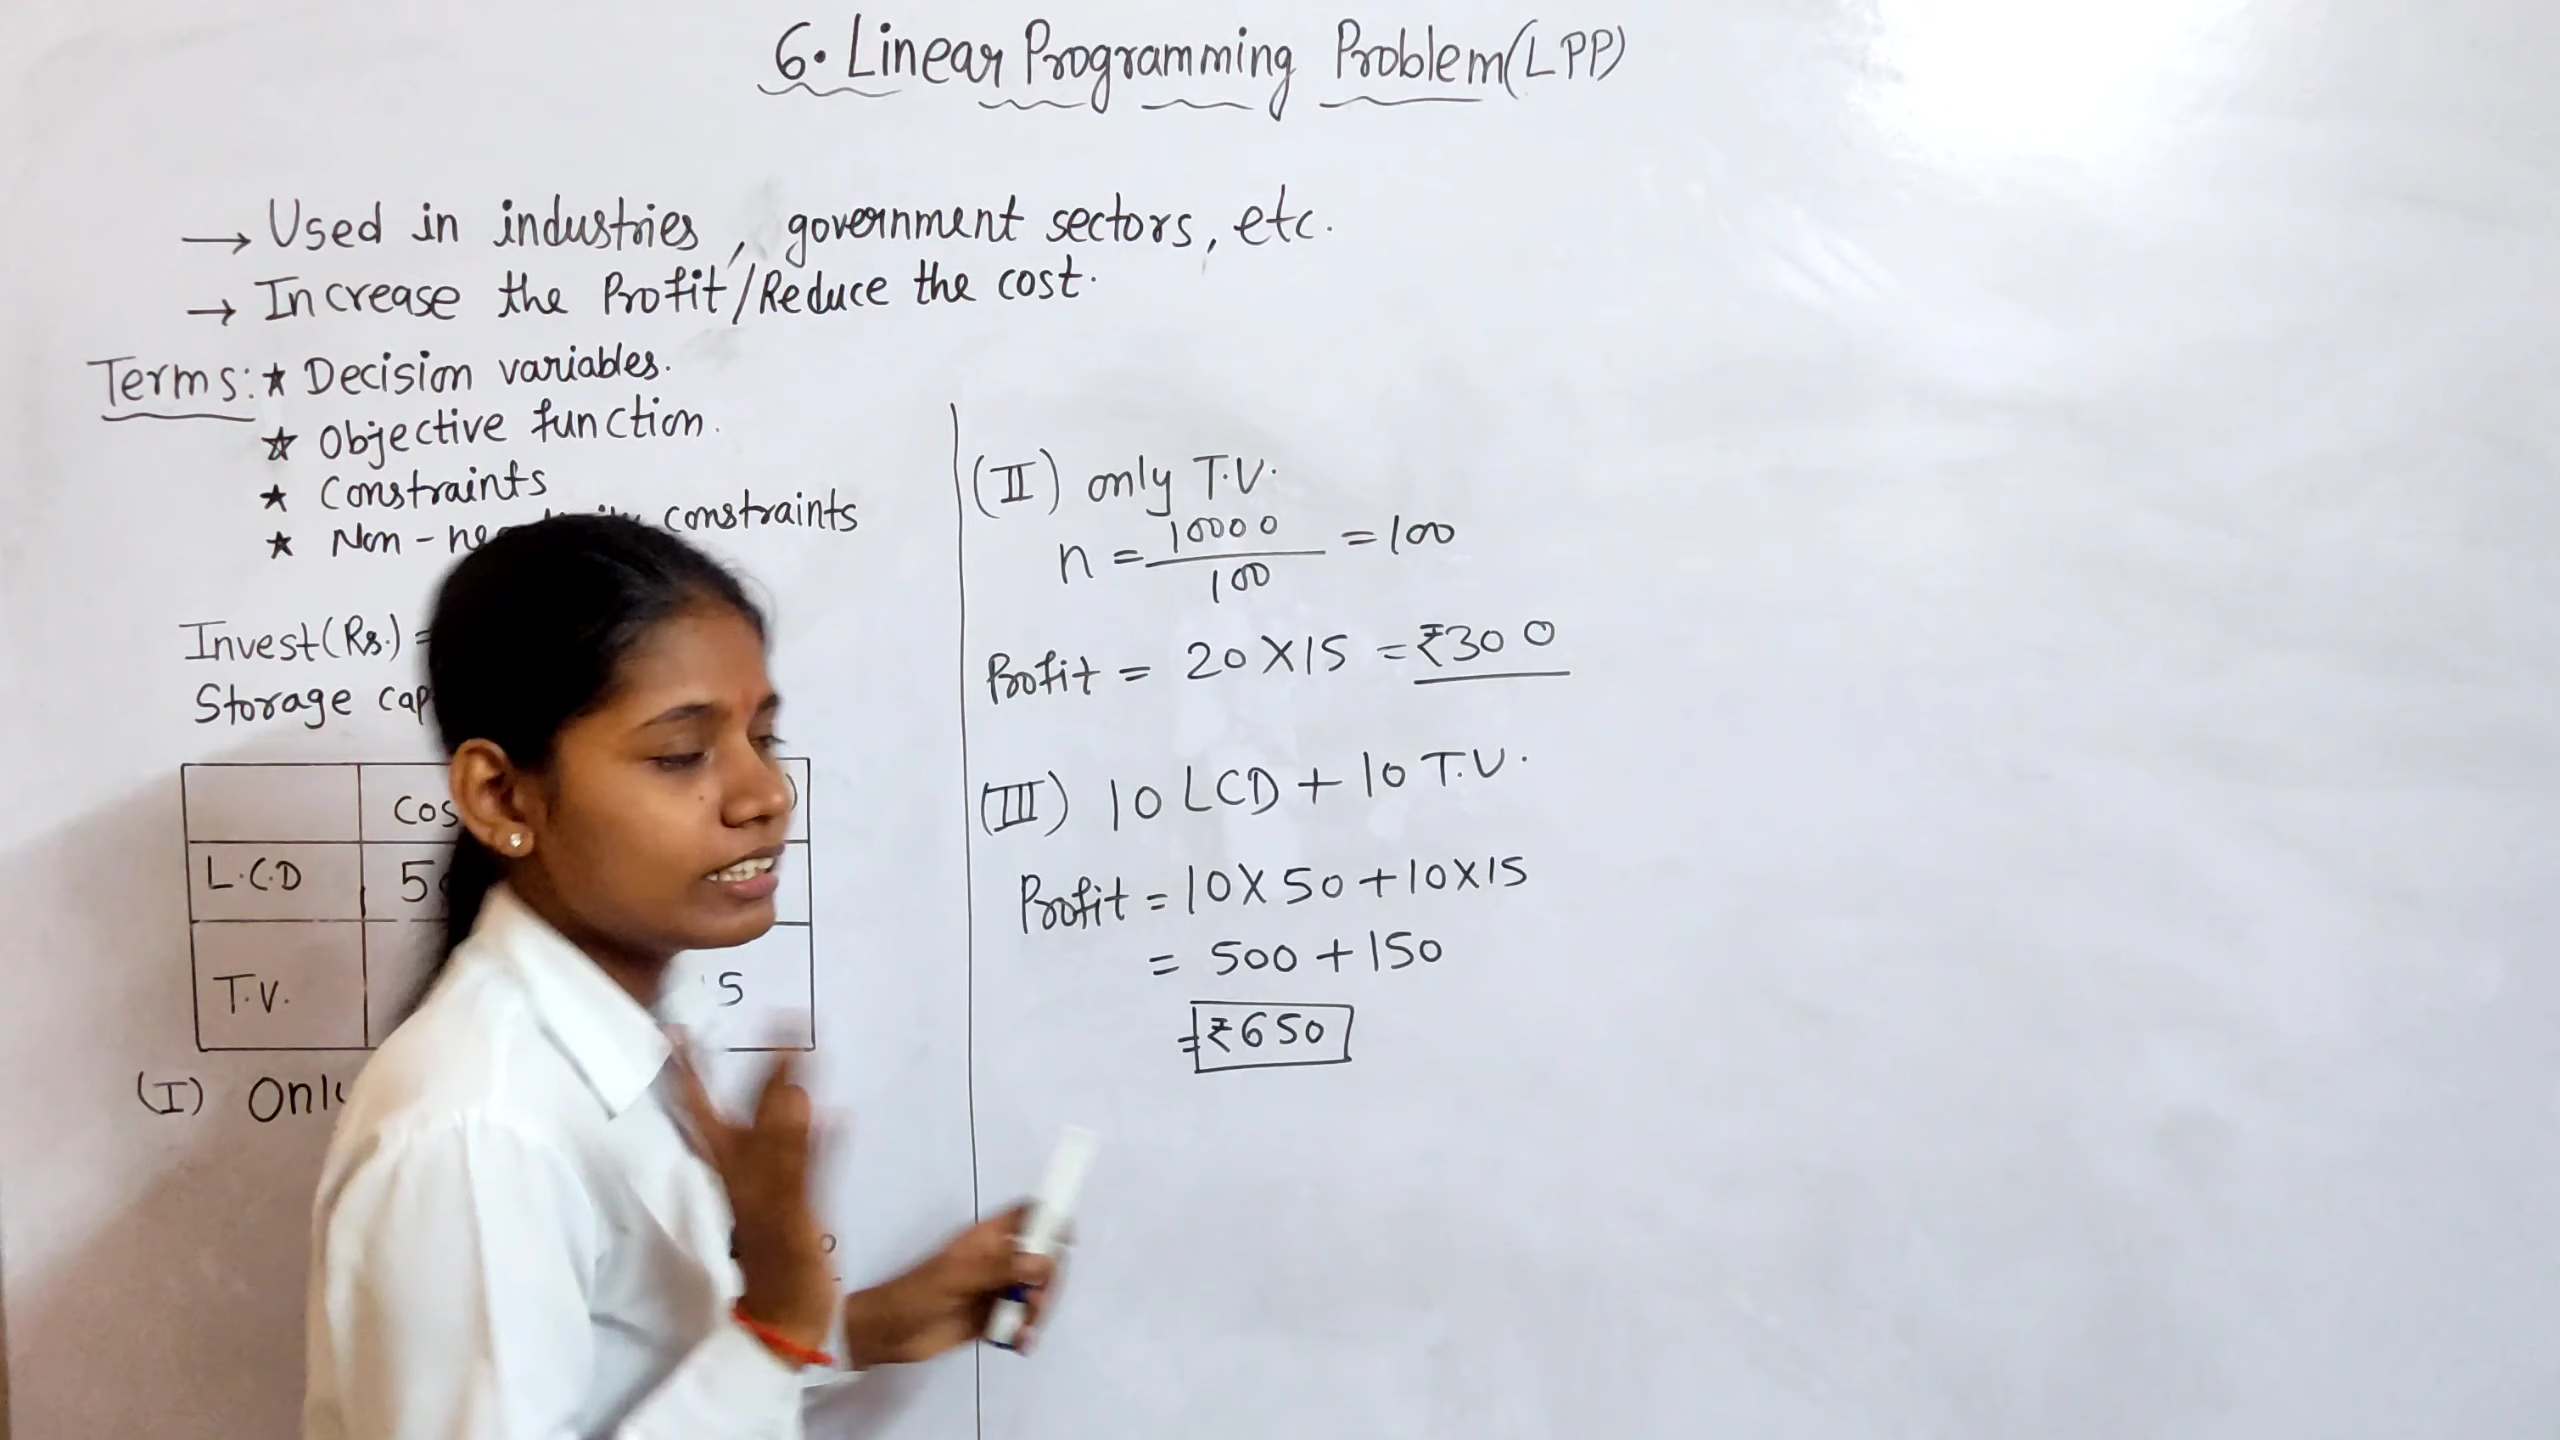 6. Linear Programming Problem(LPP)
→ Used in industries, government sectors, etc.
→ Increase the Profit/Reduce the cost.
Terms: ★ Decision variables.
★ Objective function.
★ Constraints
★ Non-ne constraints
Invest(Rs.) =
Storage cap
Cos )
L.C.D 5
T.V. 5
(I) Onl
(II) only T.V.
n = 10000 / 100 = 100
Profit = 20 X 15 = ₹300
(III) 10 LCD + 10 T.V.
Profit = 10 X 50 + 10 X 15
= 500 + 150
= ₹650